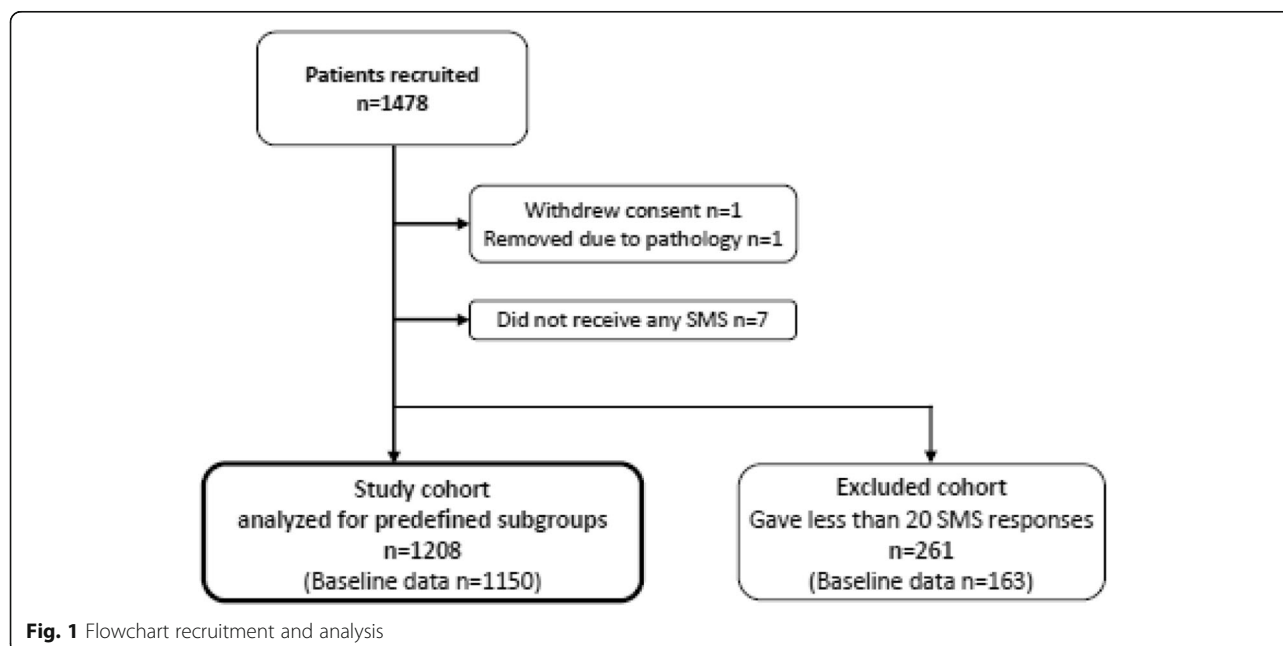 Patients recruited
n=1478
Withdrew consent n=1
Removed due to pathology n=1
Did not receive any SMS n=7
Study cohort
analyzed for predefined subgroups
n=1208
(Baseline data n=1150)
Excluded cohort
Gave less than 20 SMS responses
n=261
(Baseline data n=163)
Fig. 1 Flowchart recruitment and analysis